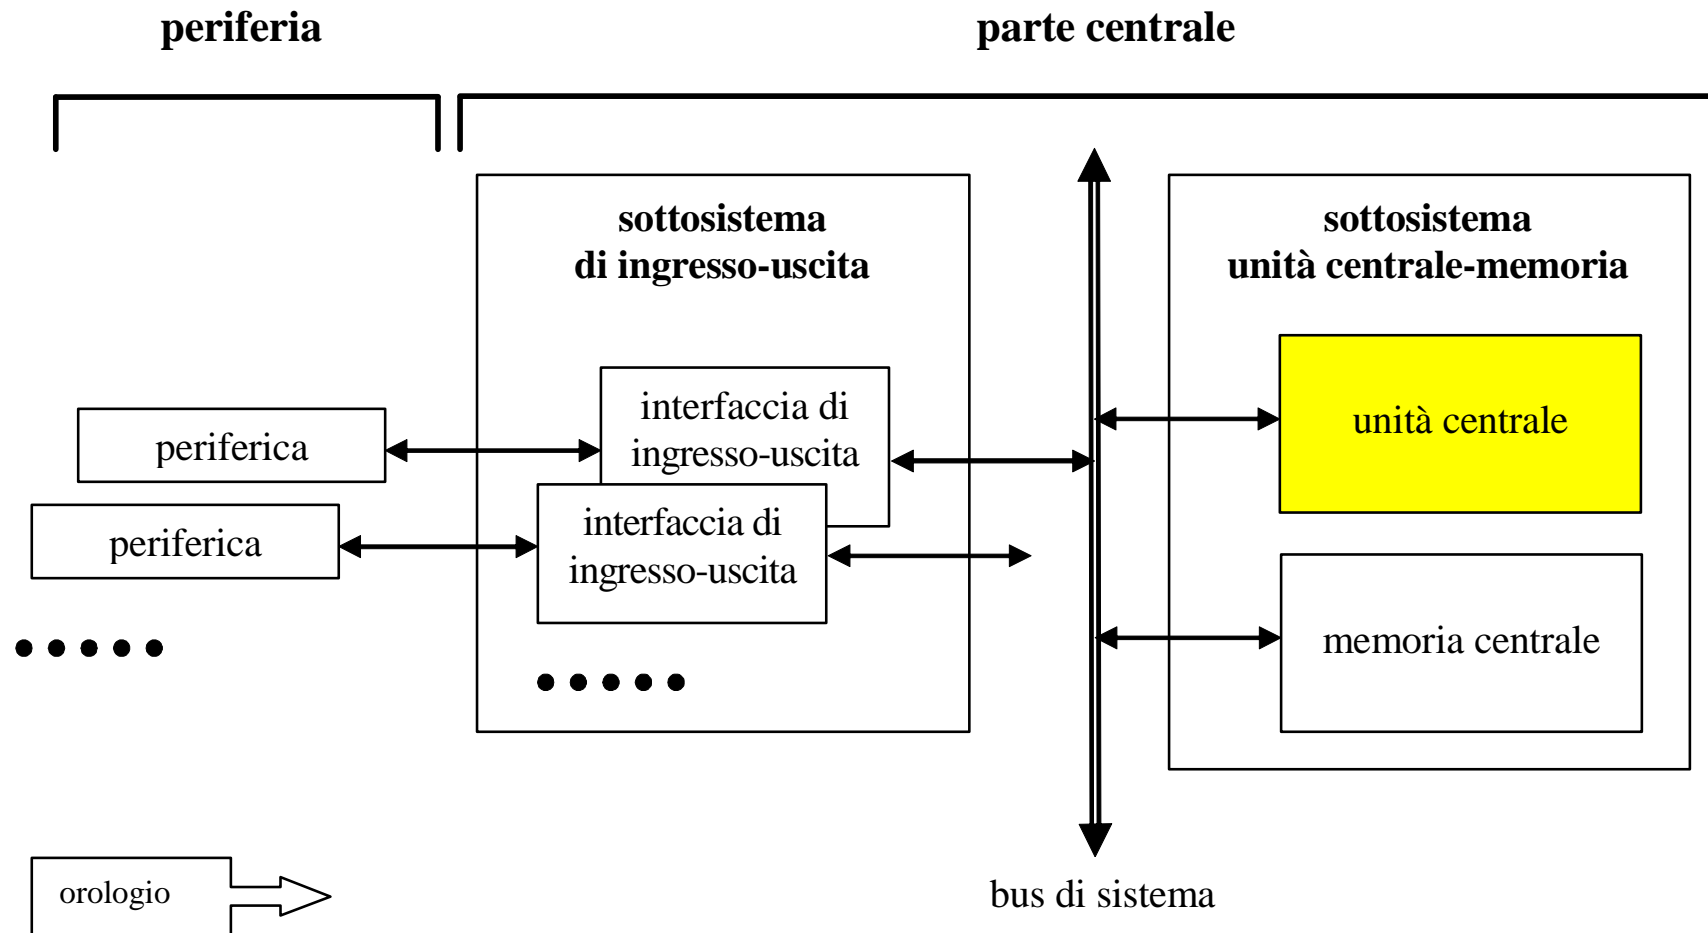 periferia
parte centrale
sottosistema
di ingresso-uscita
sottosistema
unità centrale-memoria
interfaccia di
ingresso-uscita
unità centrale
periferica
interfaccia di
ingresso-uscita
periferica
memoria centrale
orologio
bus di sistema